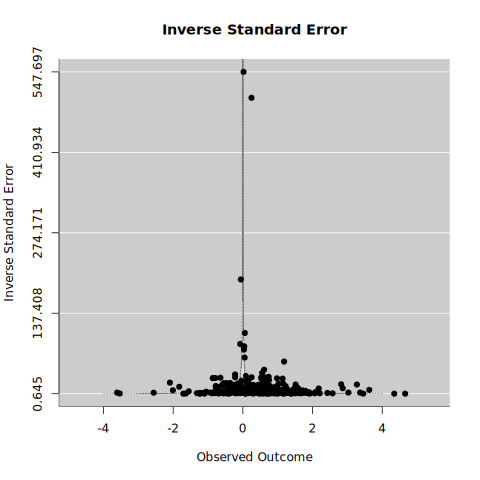 Inverse Standard Error
547.697
410.934
274.171
137.408
0.645
Inverse Standard Error
-4 -2 0 2 4
Observed Outcome